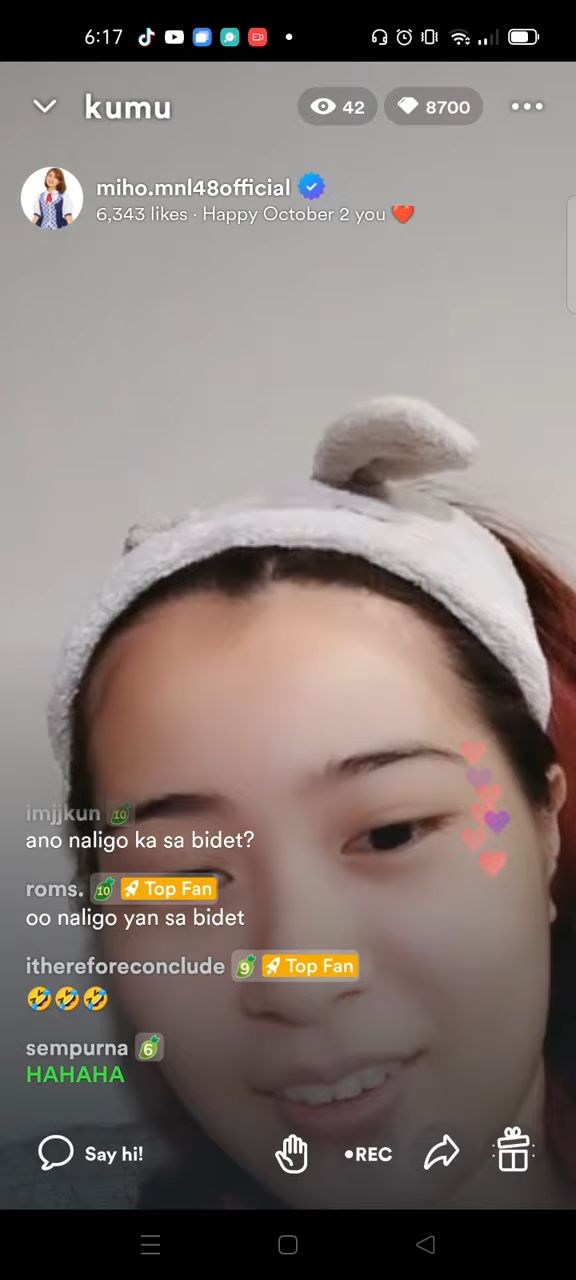 6:17
kumu
42
8700
miho.mnl48official
6,343 likes · Happy October 2 you ❤️
imjjkun 10
ano naligo ka sa bidet?
roms. 10 Top Fan
oo naligo yan sa bidet
ithereforeconclude 9 Top Fan
🤣🤣🤣
sempurna 6
HAHAHA
Say hi!
•REC